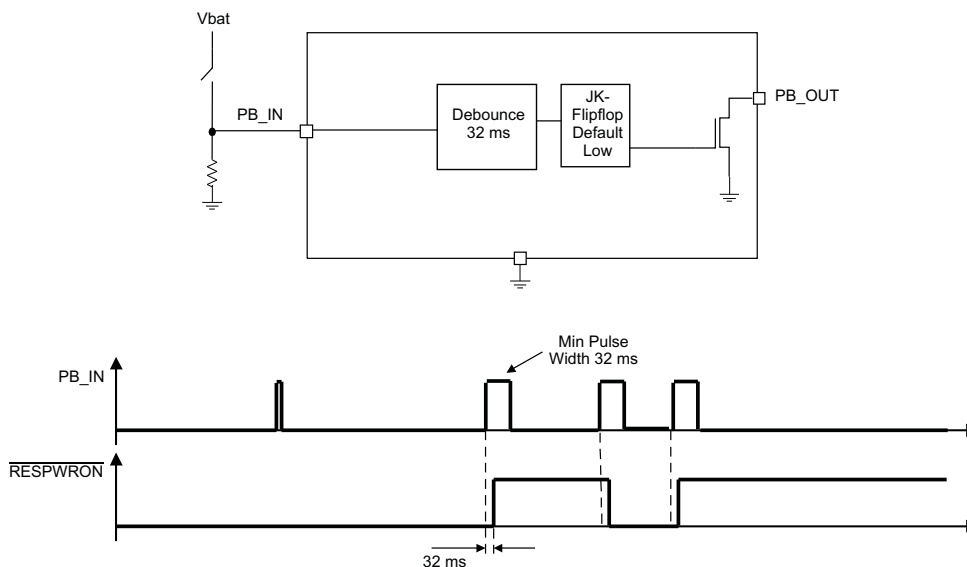 Vbat
PB_IN
Debounce
32 ms
JK-
Flipflop
Default
Low
PB_OUT
Min Pulse
Width 32 ms
PB_IN
RESPWRON
32 ms